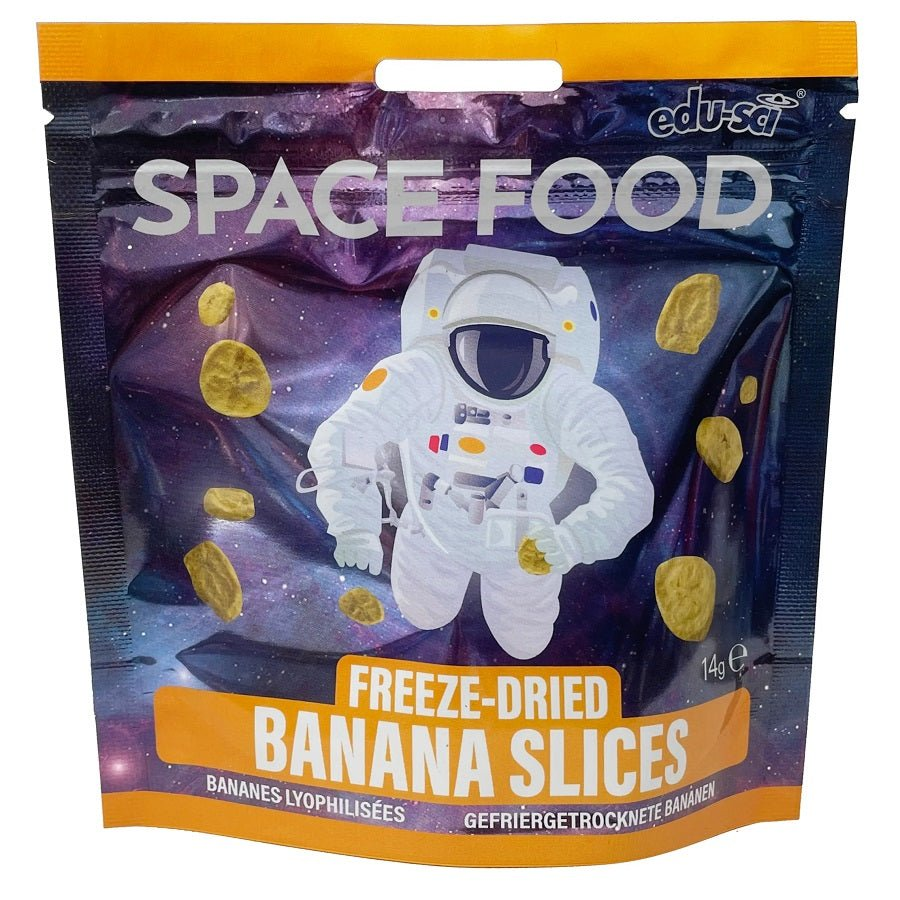 edu-sci®
SPACE FOOD
14g ℮
FREEZE-DRIED
BANANA SLICES
BANANES LYOPHILISÉES
GEFRIERGETROCKNETE BANANEN